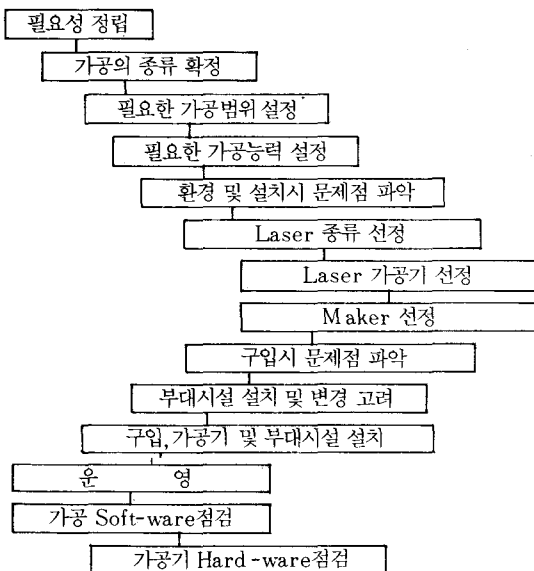 필요성 정립
가공의 종류 확정
필요한 가공범위 설정
필요한 가공능력 설정
환경 및 설치시 문제점 파악
Laser 종류 선정
Laser 가공기 선정
Maker 선정
구입시 문제점 파악
부대시설 설치 및 변경 고려
구입,가공기 및 부대시설 설치
운 영
가공 Soft-ware점검
가공기 Hard-ware점검